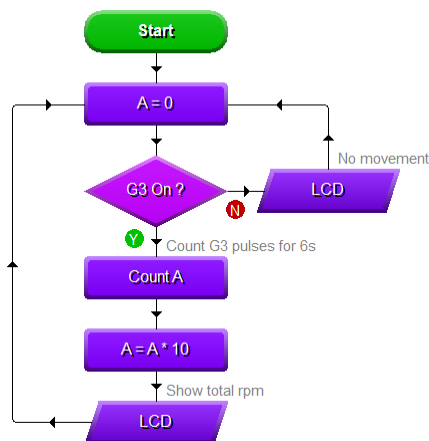 Start
A = 0
No movement
G3 On ?
LCD
N
Y
Count G3 pulses for 6s
Count A
A = A * 10
Show total rpm
LCD